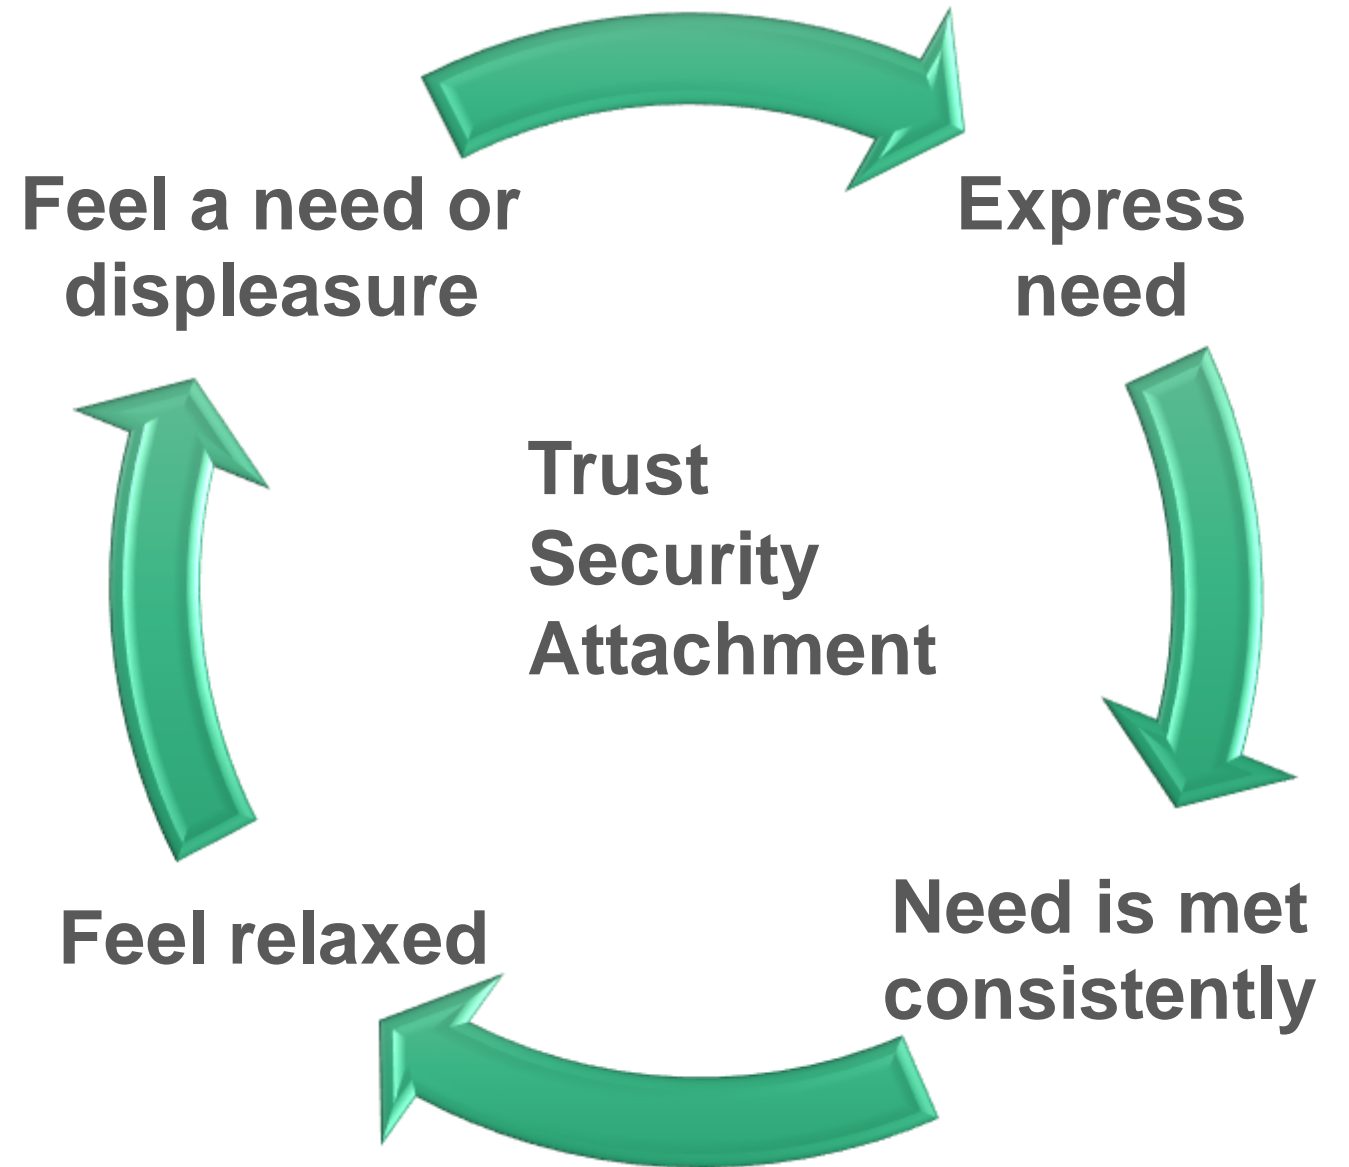 Feel a need or
displeasure
Express
need
Trust
Security
Attachment
Need is met
consistently
Feel relaxed